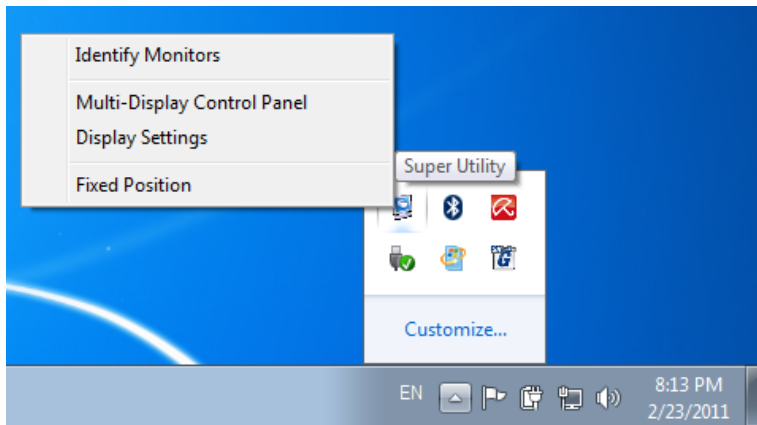 Identify Monitors
Multi-Display Control Panel
Display Settings
Fixed Position
Super Utility
Customize...
EN
8:13 PM
2/23/2011